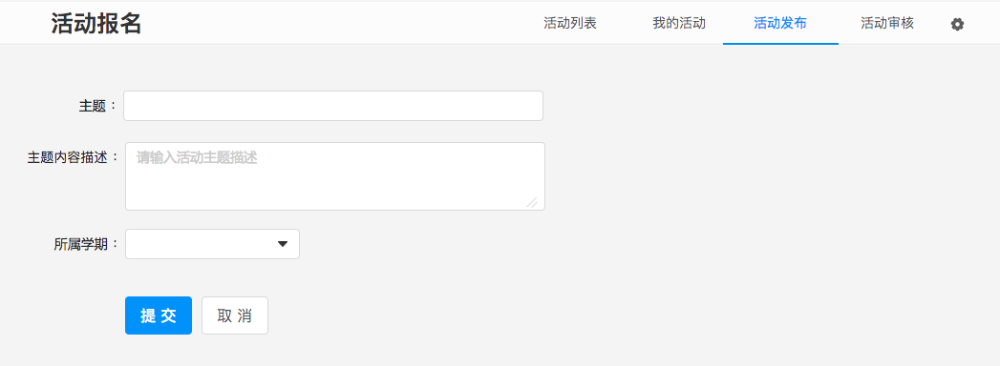 活动报名 活动列表 我的活动 活动发布 活动审核
主题：
主题内容描述： 请输入活动主题描述
所属学期：
提 交 取 消